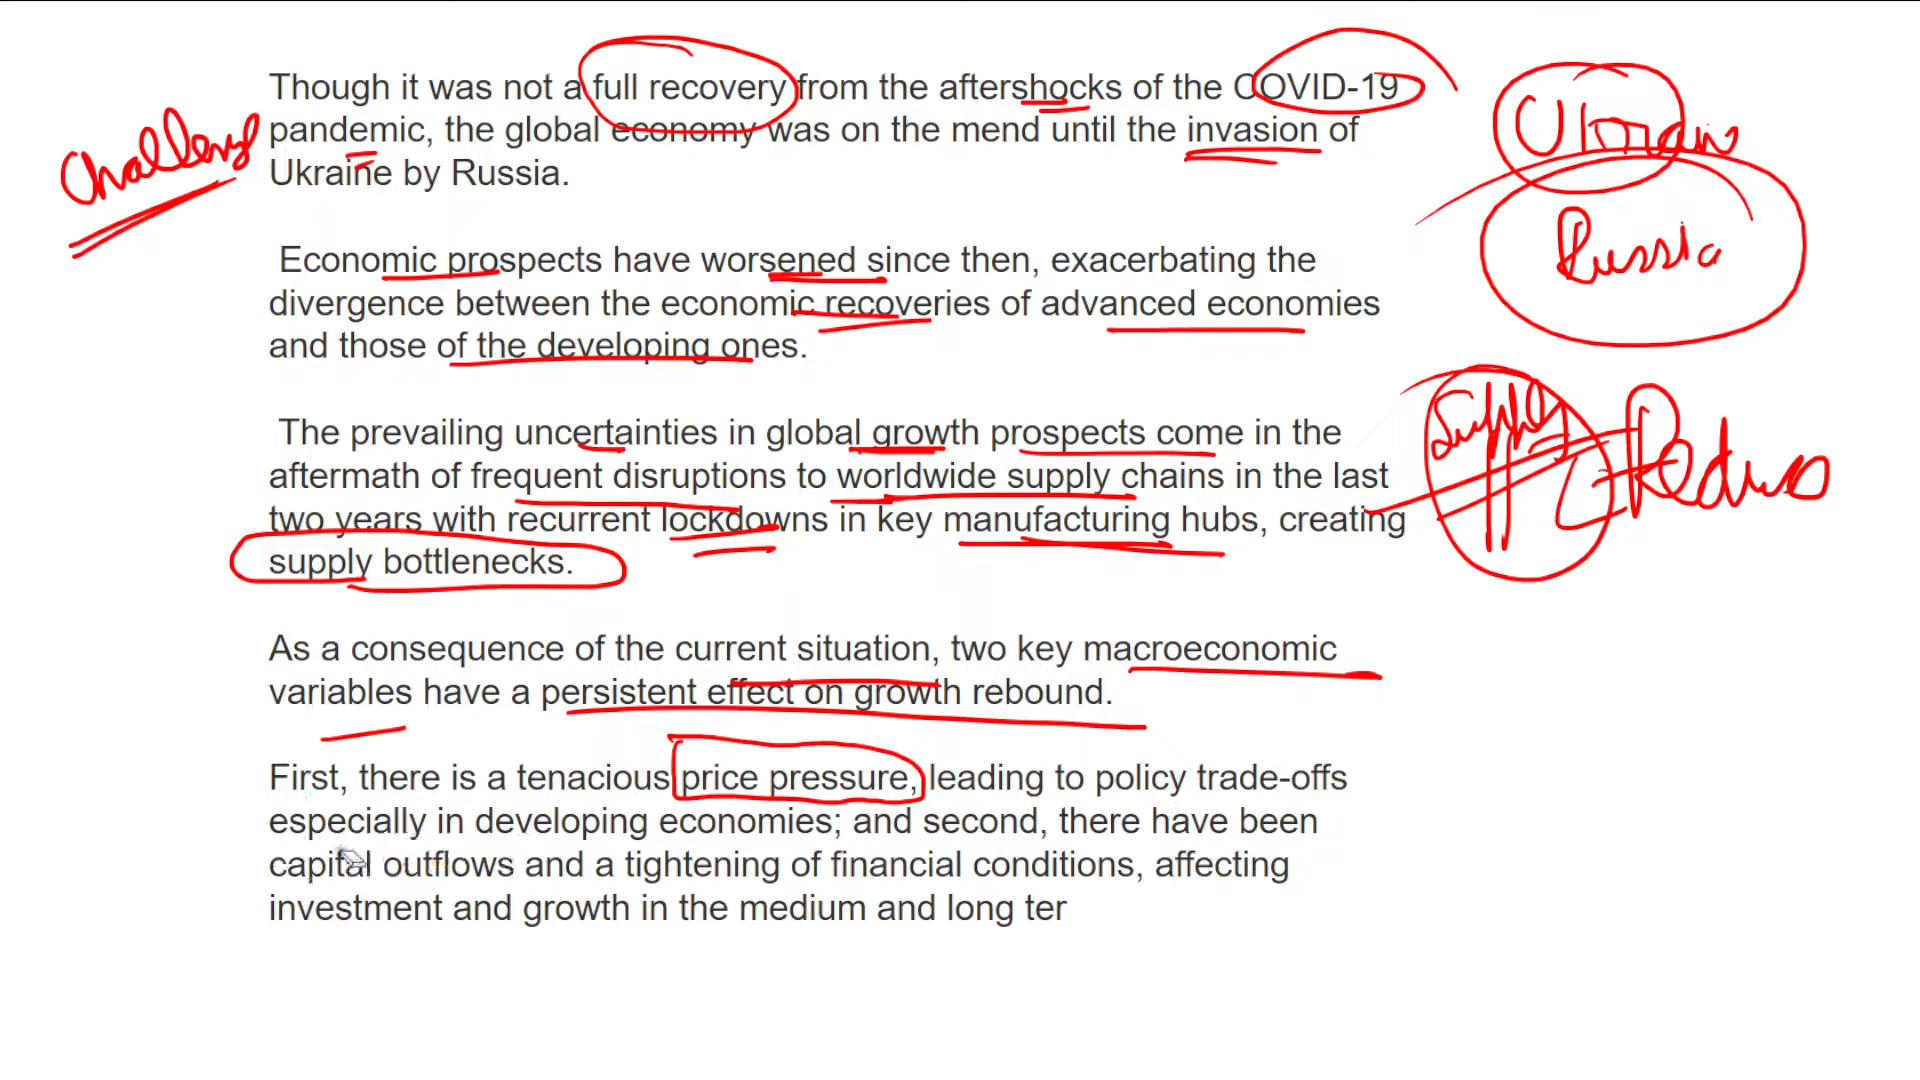 Though it was not a full recovery from the aftershocks of the COVID-19
pandemic, the global economy was on the mend until the invasion of
Ukraine by Russia.
Challeng
Russia
Economic prospects have worsened since then, exacerbating the
divergence between the economic recoveries of advanced economies
and those of the developing ones.
The prevailing uncertainties in global growth prospects come in the
aftermath of frequent disruptions to worldwide supply chains in the last
two years with recurrent lockdowns in key manufacturing hubs, creating
supply bottlenecks.
Supply
As a consequence of the current situation, two key macroeconomic
variables have a persistent effect on growth rebound.
First, there is a tenacious price pressure, leading to policy trade-offs
especially in developing economies; and second, there have been
capital outflows and a tightening of financial conditions, affecting
investment and growth in the medium and long ter